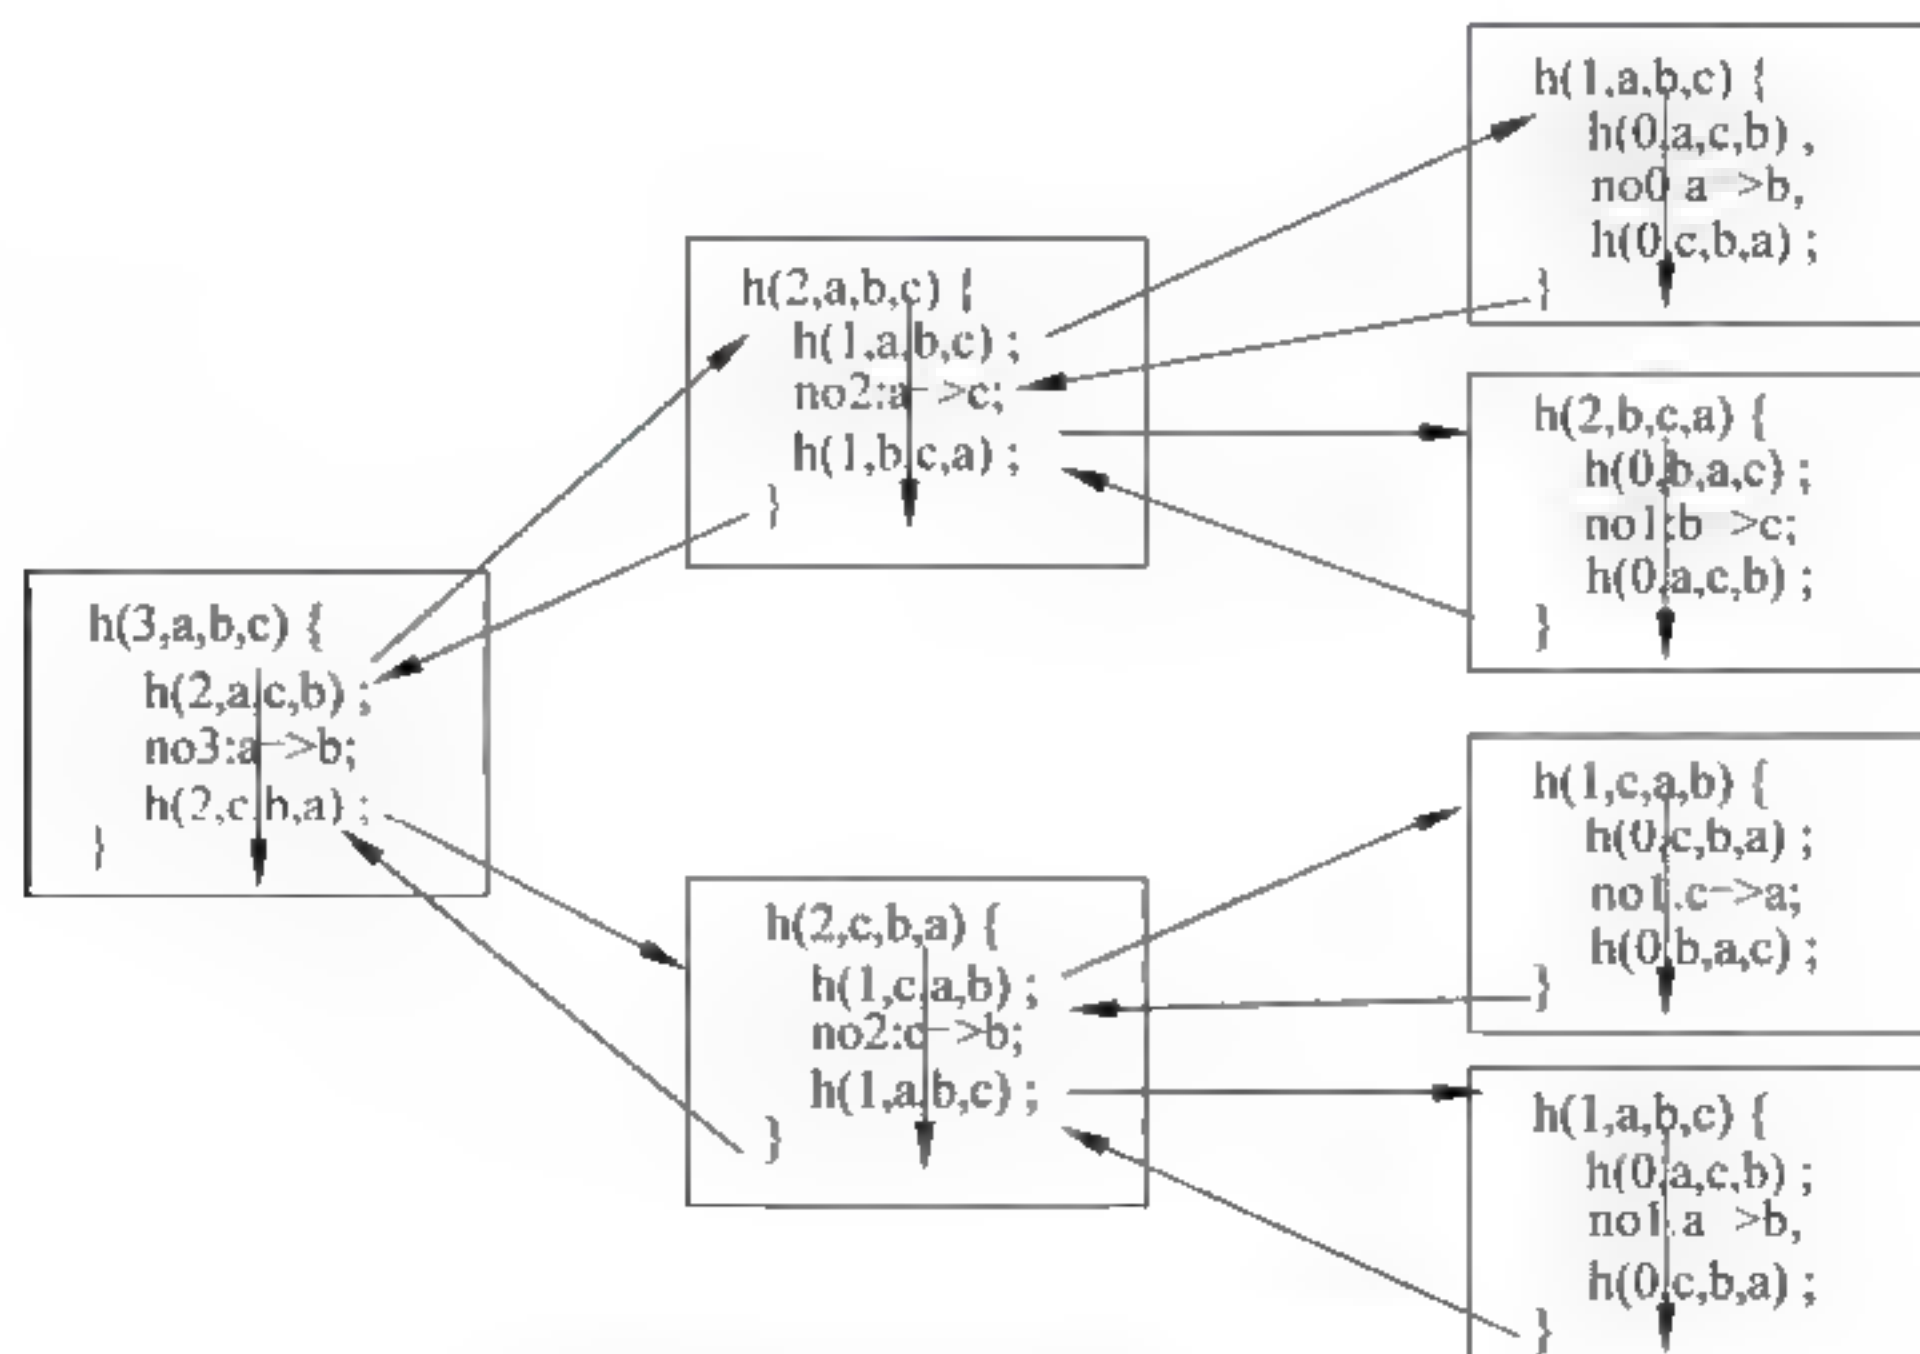 h(3,a,b,c) {
h(2,a,c,b) ;
no3:a->b;
h(2,c,b,a) ;
}
h(2,a,b,c) {
h(1,a,b,c) ;
no2:a->c;
h(1,b,c,a) ;
}
h(2,c,b,a) {
h(1,c,a,b) ;
no2:c->b;
h(1,a,b,c) ;
}
h(1,a,b,c) {
h(0,a,c,b) ,
no0 a ->b,
h(0,c,b,a) ;
}
h(2,b,c,a) {
h(0,b,a,c) ;
no1:b >c;
h(0,a,c,b) ;
}
h(1,c,a,b) {
h(0,c,b,a) ;
no1.c->a;
h(0,b,a,c) ;
}
h(1,a,b,c) {
h(0,a,c,b) ;
no1.a >b,
h(0,c,b,a) ;
}